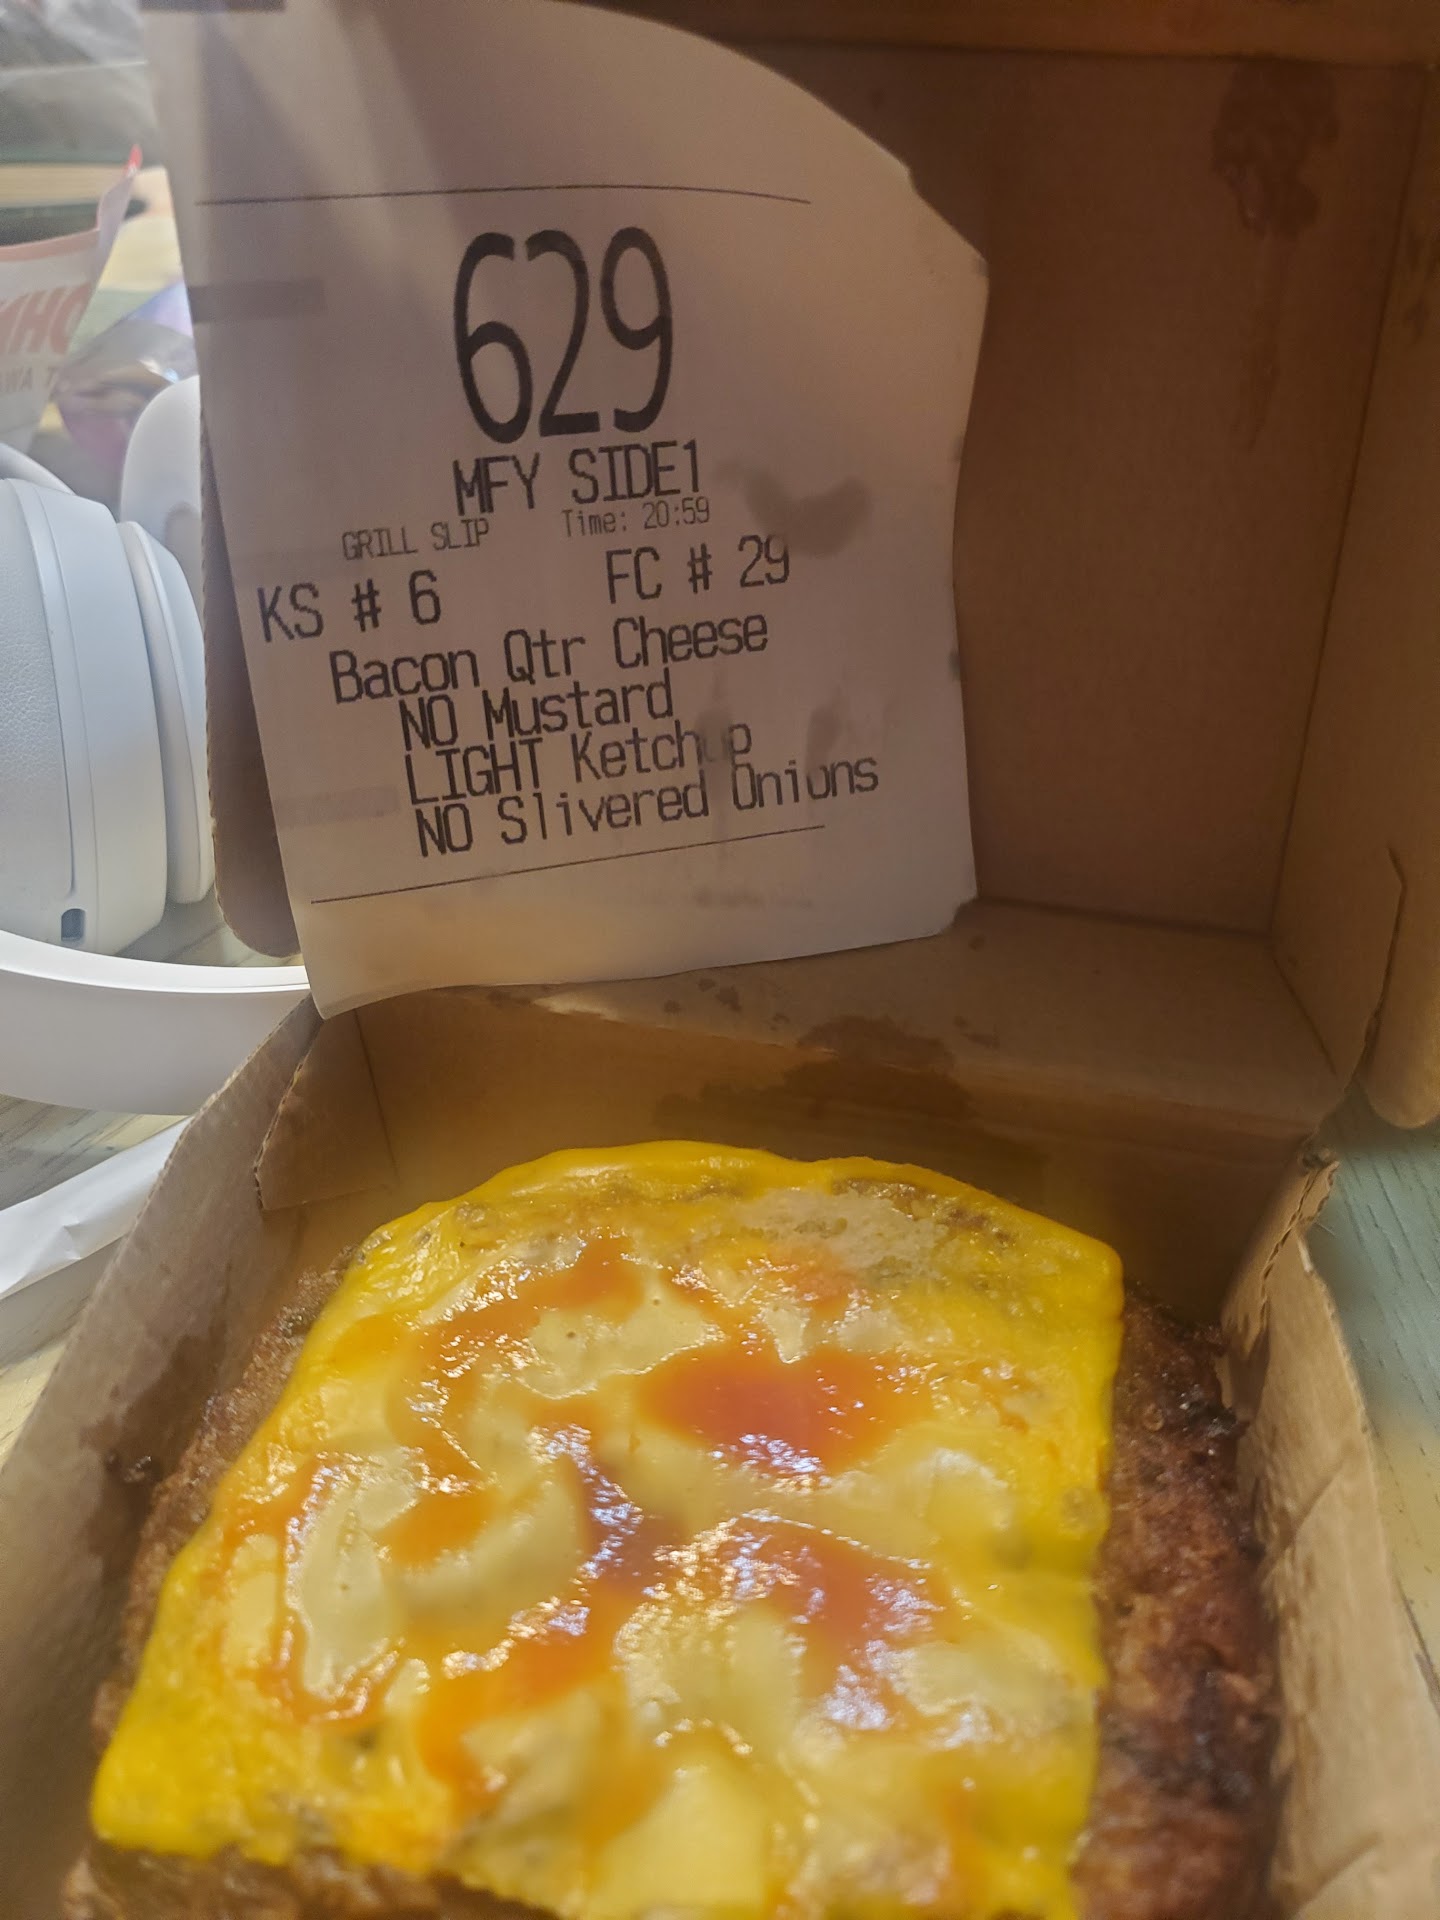 629
MFY SIDE1
GRILL SLIP Time: 20:59
KS # 6 FC # 29
Bacon Qtr Cheese
NO Mustard
LIGHT Ketchup
NO Slivered Onions